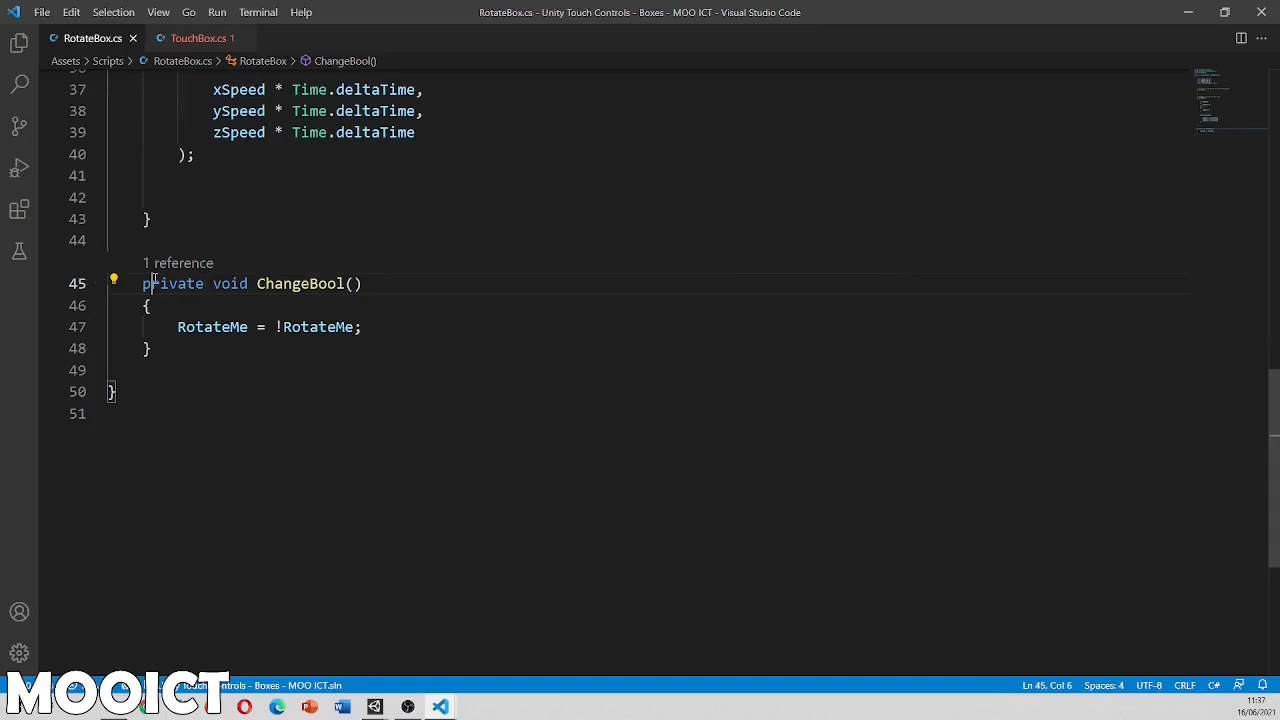 File Edit Selection View Go Run Terminal Help
RotateBox.cs - Unity Touch Controls - Boxes - MOO ICT - Visual Studio Code
RotateBox.cs
TouchBox.cs 1
Assets > Scripts > RotateBox.cs > RotateBox > ChangeBool()
37 xSpeed * Time.deltaTime,
38 ySpeed * Time.deltaTime,
39 zSpeed * Time.deltaTime
40 );
41
42
43 }
44
1 reference
45 private void ChangeBool()
46 {
47 RotateMe = !RotateMe;
48 }
49
50 }
51
MOOICT
Controls - Boxes - MOO ICT.sln
Ln 45, Col 6 Spaces: 4 UTF-8 CRLF C#
11:37
16/06/2021